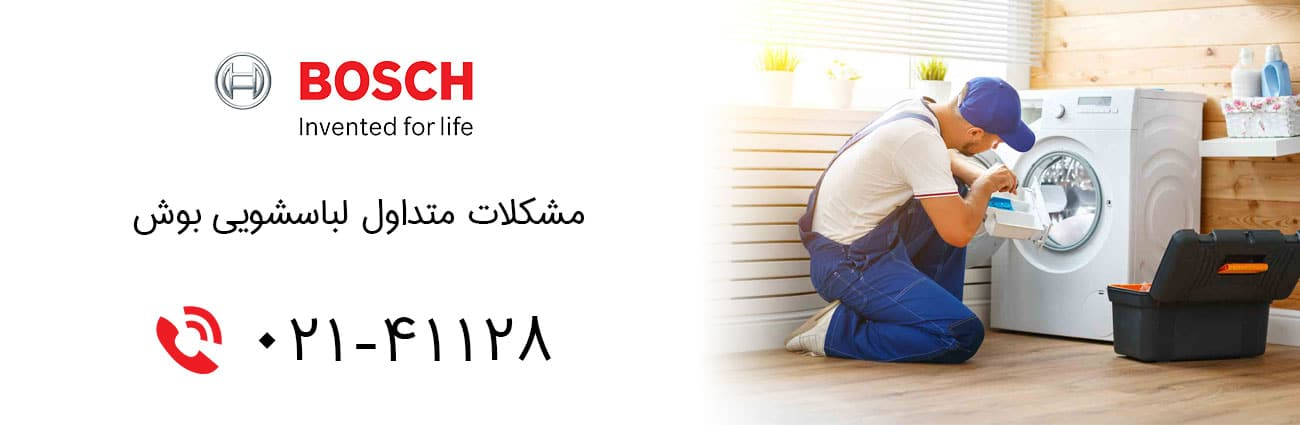 BOSCH
Invented for life
مشکلات متداول لباسشویی بوش
۰۲۱-۴۱۱۲۸